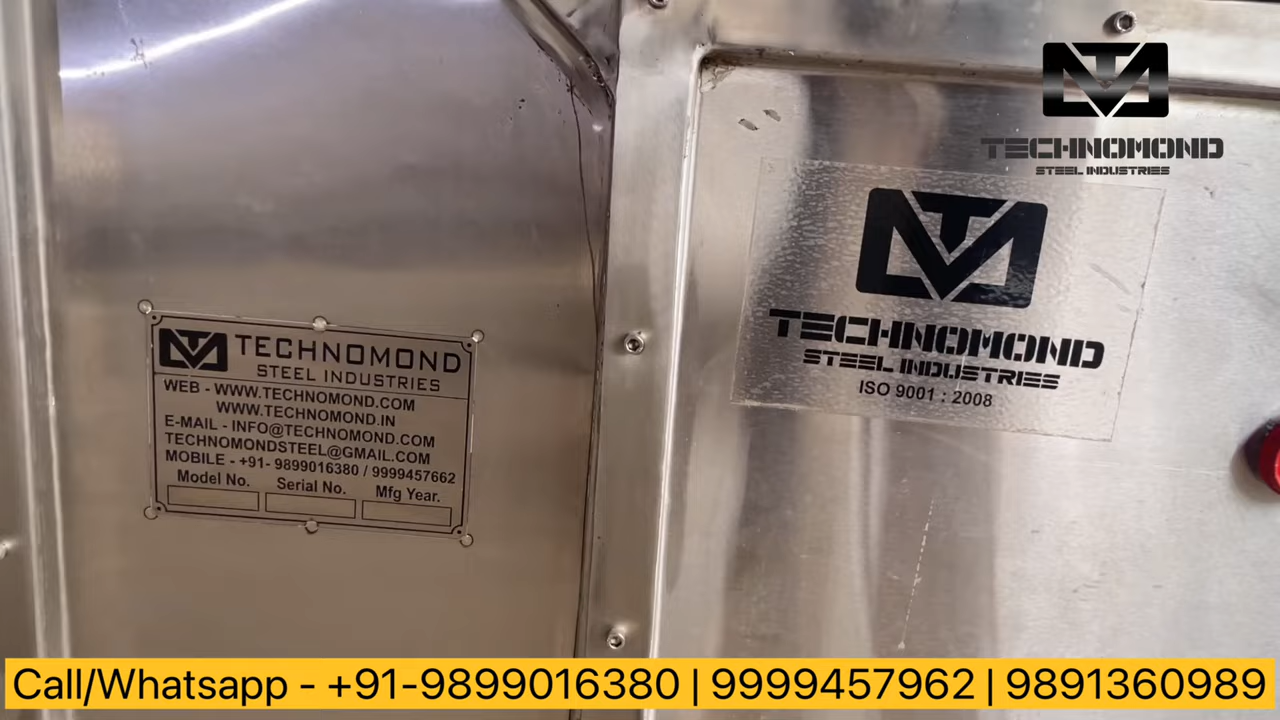 TECHNOMOND
STEEL INDUSTRIES
WEB - WWW.TECHNOMOND.COM
WWW.TECHNOMOND.IN
E-MAIL - INFO@TECHNOMOND.COM
TECHNOMONDSTEEL@GMAIL.COM
MOBILE - +91- 9899016380 / 9999457662
Model No. Serial No. Mfg Year.
TECHNOMOND
STEEL INDUSTRIES
TECHNOMOND
STEEL INDUSTRIES
ISO 9001 : 2008
Call/Whatsapp - +91-9899016380 | 9999457962 | 9891360989